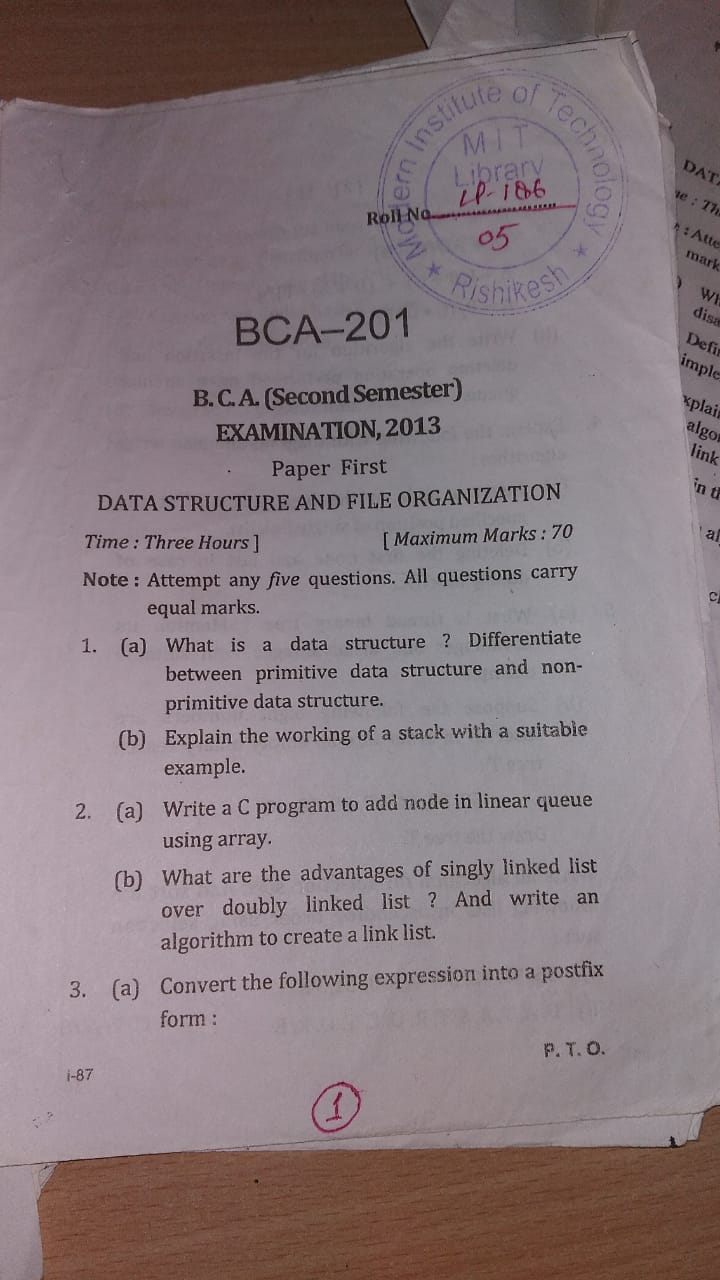 Modern Institute of Technology
MIT
Library
LP-186
Roll No.
05
★ Rishikesh ★
BCA–201
B. C. A. (Second Semester)
EXAMINATION, 2013
Paper First
DATA STRUCTURE AND FILE ORGANIZATION
Time : Three Hours ] [ Maximum Marks : 70
Note : Attempt any five questions. All questions carry
equal marks.
1. (a) What is a data structure ? Differentiate
between primitive data structure and non-
primitive data structure.
(b) Explain the working of a stack with a suitable
example.
2. (a) Write a C program to add node in linear queue
using array.
(b) What are the advantages of singly linked list
over doubly linked list ? And write an
algorithm to create a link list.
3. (a) Convert the following expression into a postfix
form :
P. T. O.
i-87
1
DAT
: Th
: Atte
mark
Wh
disa
Defi
imple
xplai
algo
link
in t
al